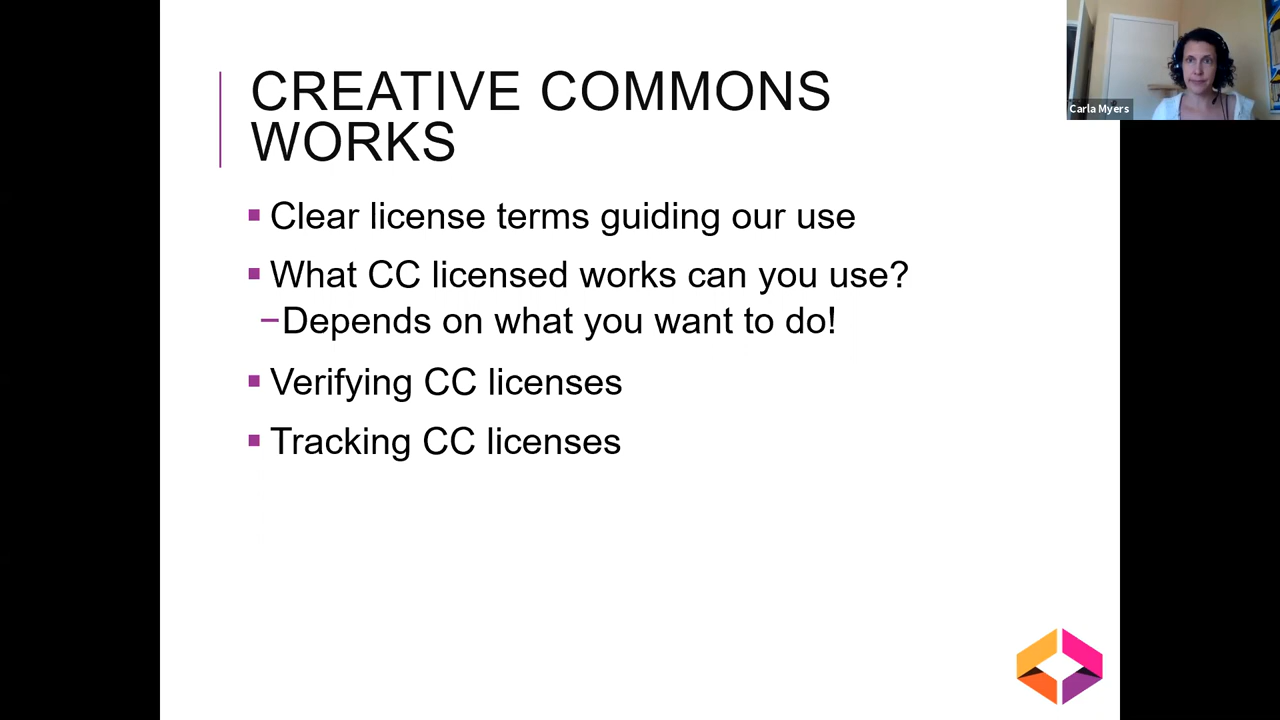 CREATIVE COMMONS
WORKS
▪ Clear license terms guiding our use
▪ What CC licensed works can you use?
–Depends on what you want to do!
▪ Verifying CC licenses
▪ Tracking CC licenses
Carla Myers